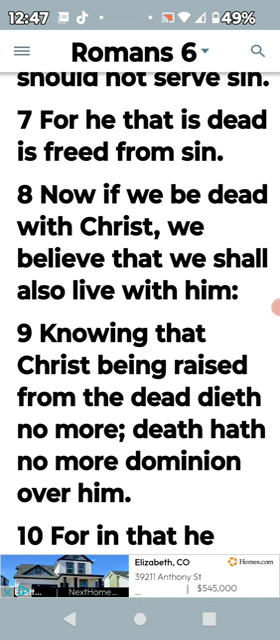 12:47 49%
Romans 6
should not serve sin.
7 For he that is dead
is freed from sin.
8 Now if we be dead
with Christ, we
believe that we shall
also live with him:
9 Knowing that
Christ being raised
from the dead dieth
no more; death hath
no more dominion
over him.
10 For in that he
Elizabeth, CO
Homes.com
39211 Anthony St
... | $545,000
| NextHome...